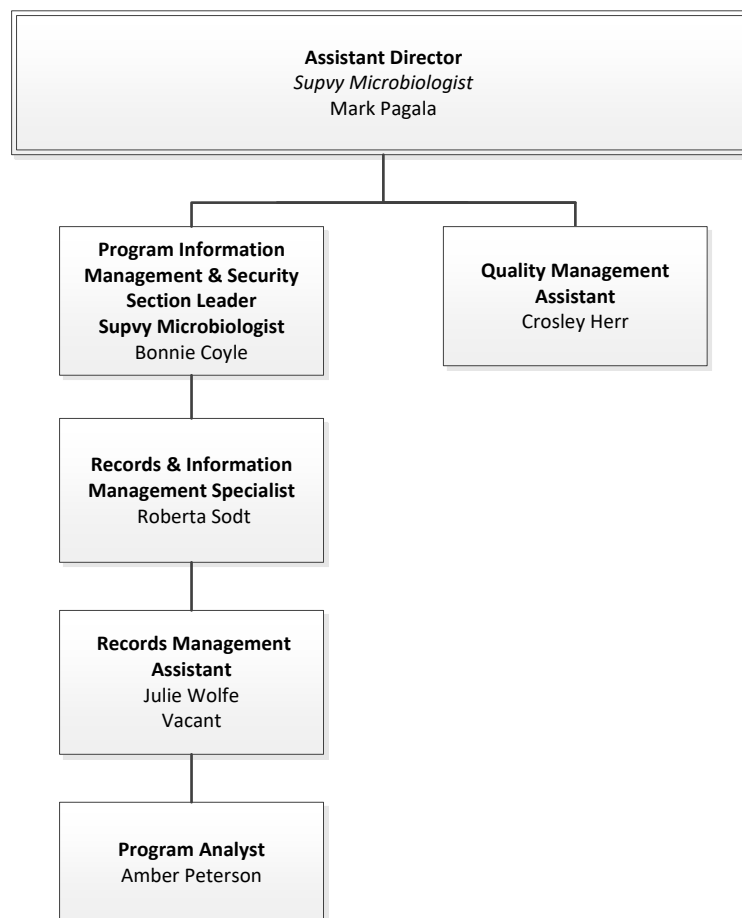 Assistant Director
Supvy Microbiologist
Mark Pagala
Program Information
Management & Security
Section Leader
Supvy Microbiologist
Bonnie Coyle
Quality Management
Assistant
Crosley Herr
Records & Information
Management Specialist
Roberta Sodt
Records Management
Assistant
Julie Wolfe
Vacant
Program Analyst
Amber Peterson